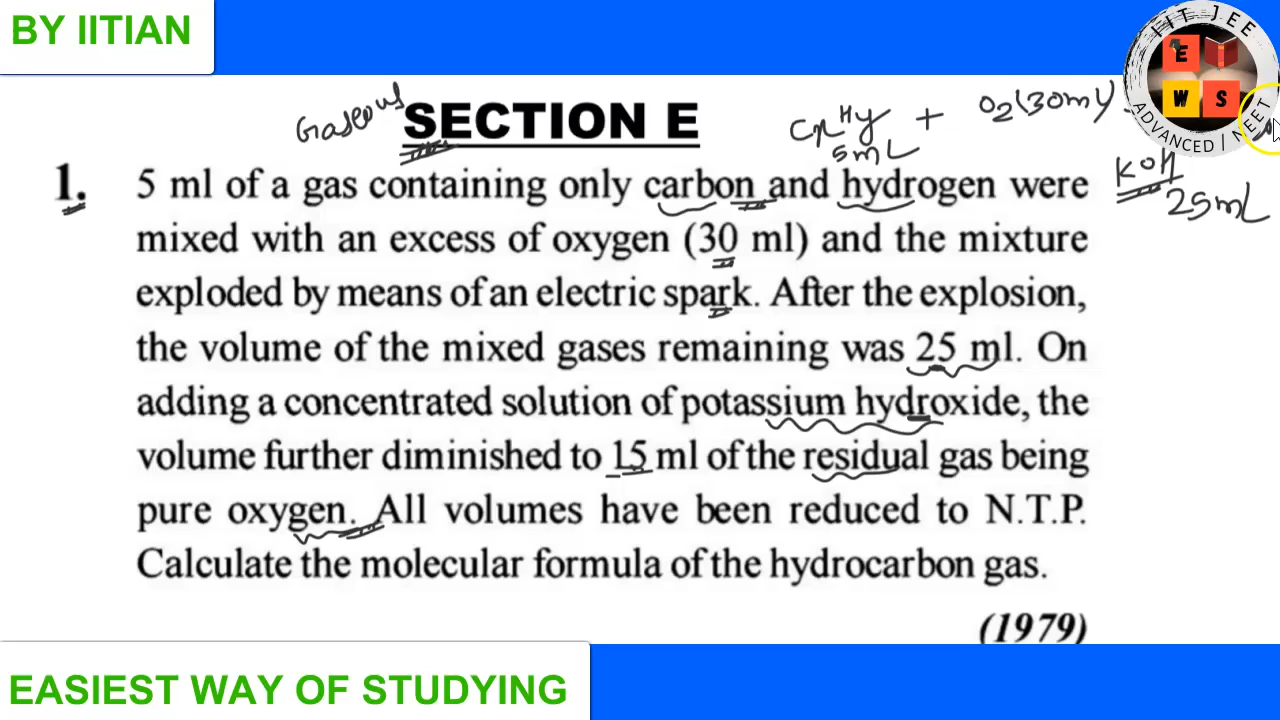 BY IITIAN
IIT JEE
E
W S
ADVANCED | NEET
Gaseous
SECTION E
CxHy + O2(30ml)
5mL
KOH
25mL
1. 5 ml of a gas containing only carbon and hydrogen were
mixed with an excess of oxygen (30 ml) and the mixture
exploded by means of an electric spark. After the explosion,
the volume of the mixed gases remaining was 25 ml. On
adding a concentrated solution of potassium hydroxide, the
volume further diminished to 15 ml of the residual gas being
pure oxygen. All volumes have been reduced to N.T.P.
Calculate the molecular formula of the hydrocarbon gas.
(1979)
EASIEST WAY OF STUDYING